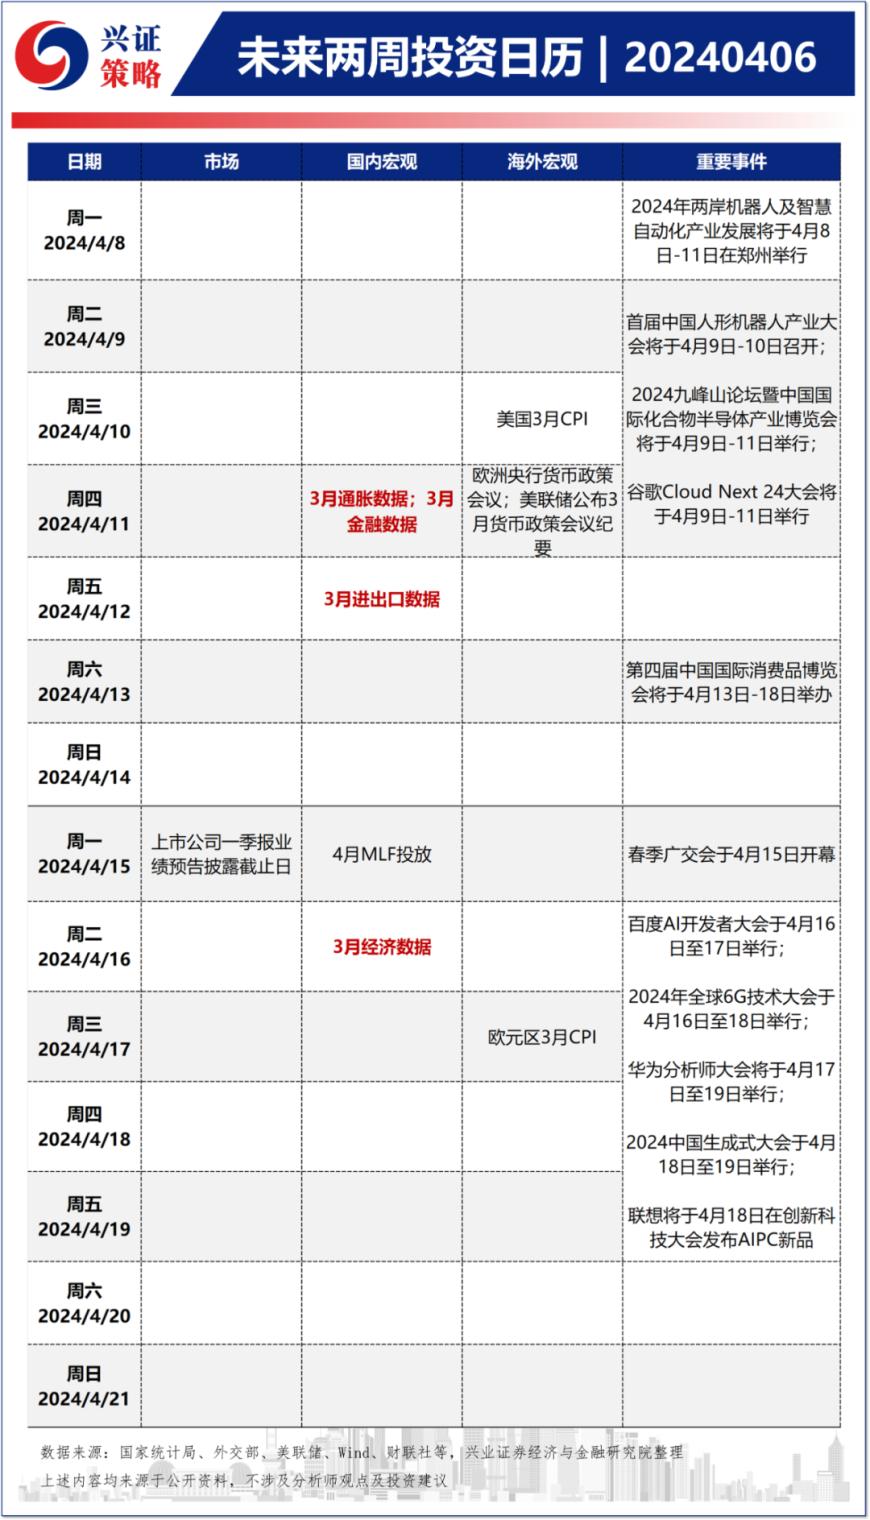 兴证
策略
未来两周投资日历 | 20240406
日期
市场
国内宏观
海外宏观
重要事件
周一
2024/4/8
2024年两岸机器人及智慧
自动化产业发展将于4月8
日-11日在郑州举行
周二
2024/4/9
首届中国人形机器人产业大
会将于4月9日-10日召开；
2024九峰山论坛暨中国国
际化合物半导体产业博览会
将于4月9日-11日举行；
谷歌Cloud Next 24大会将
于4月9日-11日举行
周三
2024/4/10
美国3月CPI
周四
2024/4/11
3月通胀数据；3月
金融数据
欧洲央行货币政策
会议；美联储公布3
月货币政策会议纪
要
周五
2024/4/12
3月进出口数据
周六
2024/4/13
第四届中国国际消费品博览
会将于4月13日-18日举办
周日
2024/4/14
周一
2024/4/15
上市公司一季报业
绩预告披露截止日
4月MLF投放
春季广交会于4月15日开幕
周二
2024/4/16
3月经济数据
百度AI开发者大会于4月16
日至17日举行；
2024年全球6G技术大会于
4月16日至18日举行；
华为分析师大会将于4月17
日至19日举行；
2024中国生成式大会于4月
18日至19日举行；
联想将于4月18日在创新科
技大会发布AIPC新品
周三
2024/4/17
欧元区3月CPI
周四
2024/4/18
周五
2024/4/19
周六
2024/4/20
周日
2024/4/21
数据来源：国家统计局、外交部、美联储、Wind、财联社等，兴业证券经济与金融研究院整理
上述内容均来源于公开资料，不涉及分析师观点及投资建议